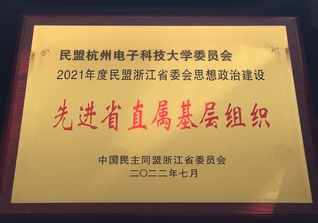 民盟杭州电子科技大学委员会
2021年度民盟浙江省委会思想政治建设
先进省直属基层组织
中国民主同盟浙江省委员会
二〇二二年七月